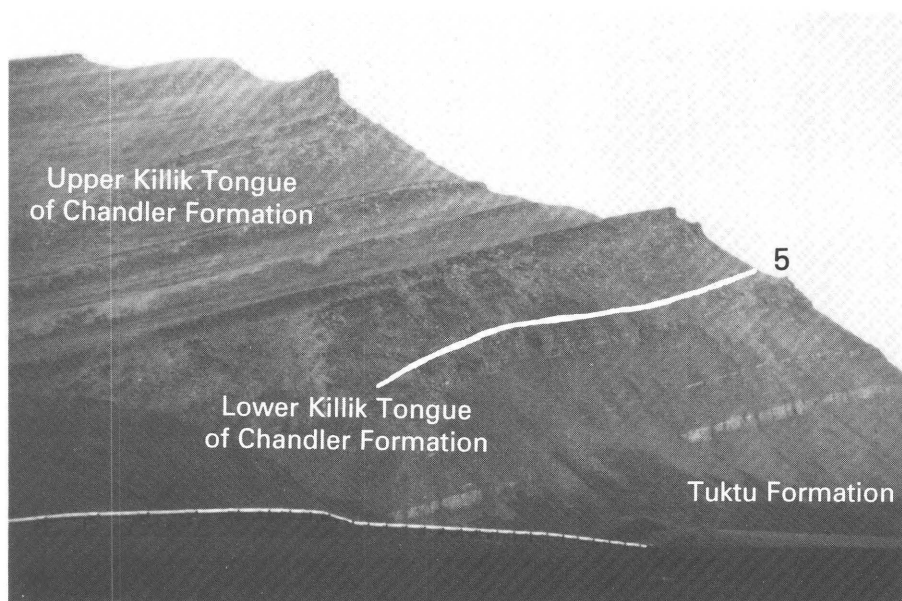 Upper Killik Tongue
of Chandler Formation
5
Lower Killik Tongue
of Chandler Formation
Tuktu Formation